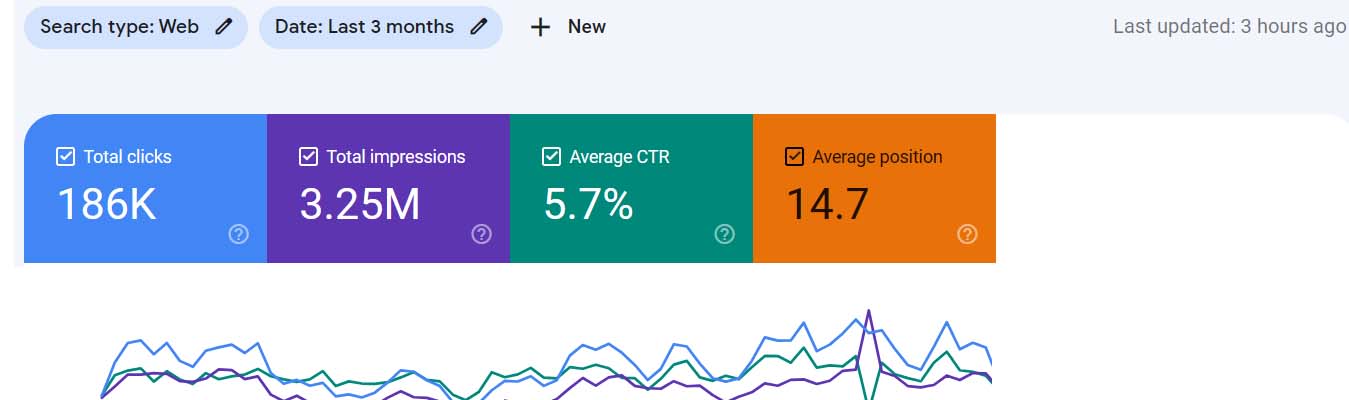 Search type: Web
Date: Last 3 months
+ New
Last updated: 3 hours ago
Total clicks
186K
Total impressions
3.25M
Average CTR
5.7%
Average position
14.7